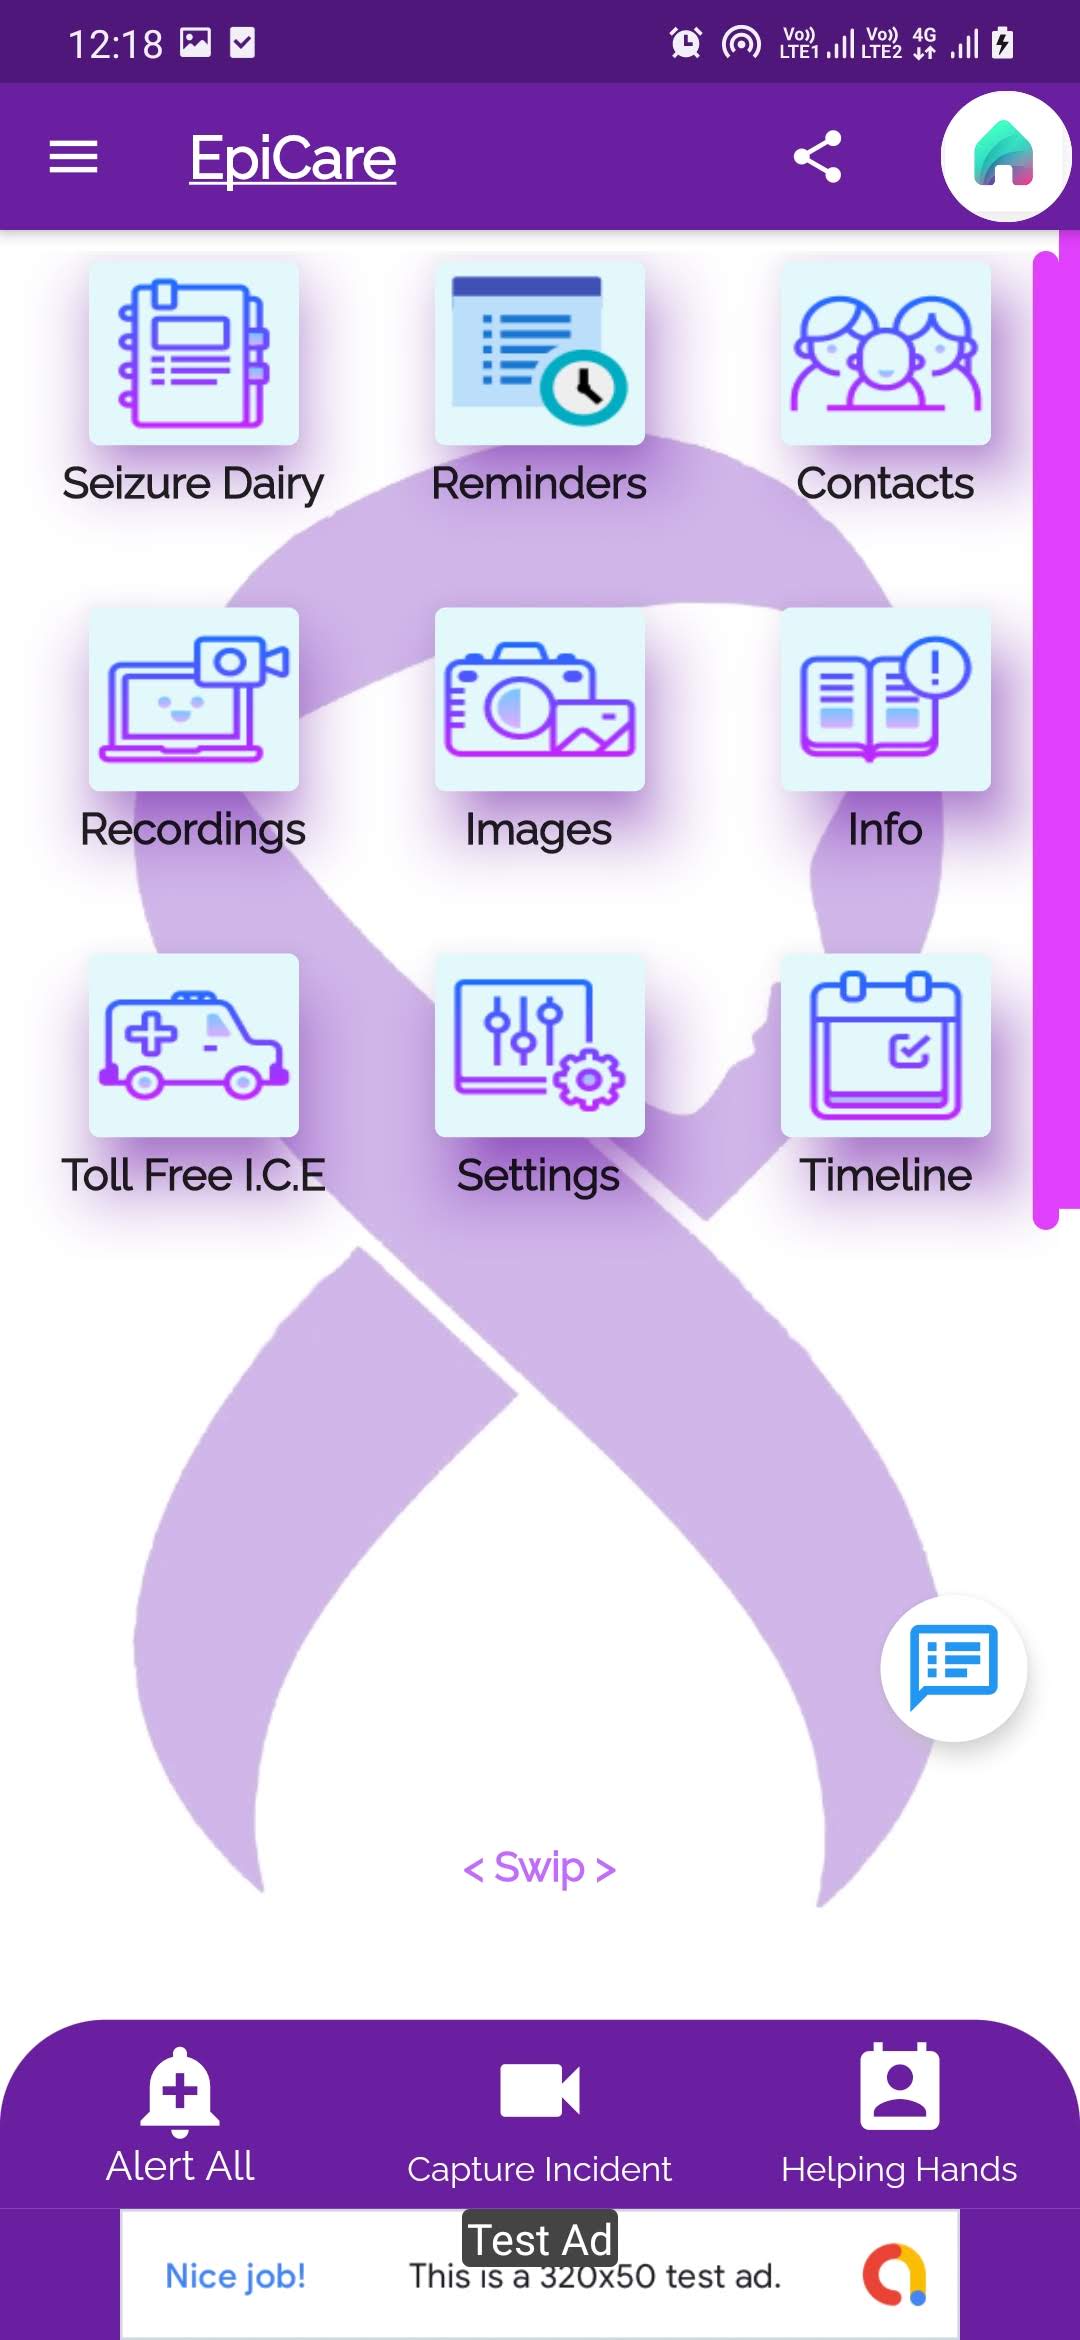 12:18
Vo)) LTE1 Vo)) LTE2 4G
EpiCare
Seizure Dairy Reminders Contacts
Recordings Images Info
Toll Free I.C.E Settings Timeline
< Swip >
Alert All Capture Incident Helping Hands
Test Ad
Nice job! This is a 320x50 test ad.